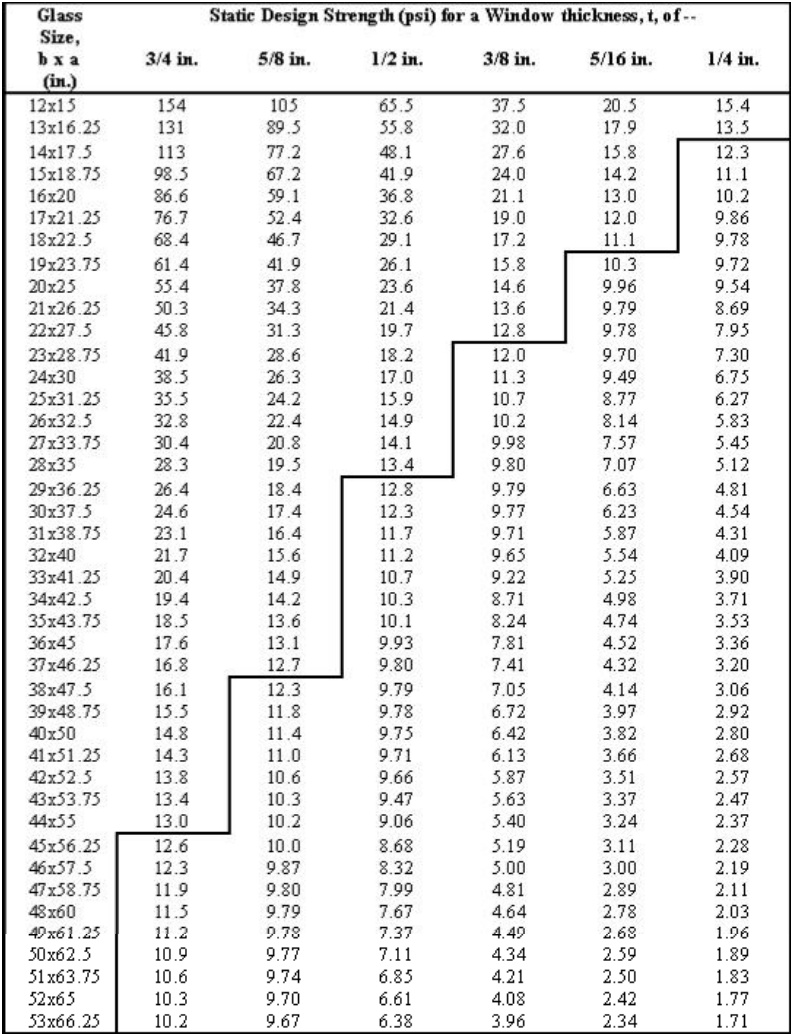 Glass Size, b x a (in.) Static Design Strength (psi) for a Window thickness, t, of --
3/4 in. 5/8 in. 1/2 in. 3/8 in. 5/16 in. 1/4 in.
12x15 154 105 65.5 37.5 20.5 15.4
13x16.25 131 89.5 55.8 32.0 17.9 13.5
14x17.5 113 77.2 48.1 27.6 15.8 12.3
15x18.75 98.5 67.2 41.9 24.0 14.2 11.1
16x20 86.6 59.1 36.8 21.1 13.0 10.2
17x21.25 76.7 52.4 32.6 19.0 12.0 9.86
18x22.5 68.4 46.7 29.1 17.2 11.1 9.78
19x23.75 61.4 41.9 26.1 15.8 10.3 9.72
20x25 55.4 37.8 23.6 14.6 9.96 9.54
21x26.25 50.3 34.3 21.4 13.6 9.79 8.69
22x27.5 45.8 31.3 19.7 12.8 9.78 7.95
23x28.75 41.9 28.6 18.2 12.0 9.70 7.30
24x30 38.5 26.3 17.0 11.3 9.49 6.75
25x31.25 35.5 24.2 15.9 10.7 8.77 6.27
26x32.5 32.8 22.4 14.9 10.2 8.14 5.83
27x33.75 30.4 20.8 14.1 9.98 7.57 5.45
28x35 28.3 19.5 13.4 9.80 7.07 5.12
29x36.25 26.4 18.4 12.8 9.79 6.63 4.81
30x37.5 24.6 17.4 12.3 9.77 6.23 4.54
31x38.75 23.1 16.4 11.7 9.71 5.87 4.31
32x40 21.7 15.6 11.2 9.65 5.54 4.09
33x41.25 20.4 14.9 10.7 9.22 5.25 3.90
34x42.5 19.4 14.2 10.3 8.71 4.98 3.71
35x43.75 18.5 13.6 10.1 8.24 4.74 3.53
36x45 17.6 13.1 9.93 7.81 4.52 3.36
37x46.25 16.8 12.7 9.80 7.41 4.32 3.20
38x47.5 16.1 12.3 9.79 7.05 4.14 3.06
39x48.75 15.5 11.8 9.78 6.72 3.97 2.92
40x50 14.8 11.4 9.75 6.42 3.82 2.80
41x51.25 14.3 11.0 9.71 6.13 3.66 2.68
42x52.5 13.8 10.6 9.66 5.87 3.51 2.57
43x53.75 13.4 10.3 9.47 5.63 3.37 2.47
44x55 13.0 10.2 9.06 5.40 3.24 2.37
45x56.25 12.6 10.0 8.68 5.19 3.11 2.28
46x57.5 12.3 9.87 8.32 5.00 3.00 2.19
47x58.75 11.9 9.80 7.99 4.81 2.89 2.11
48x60 11.5 9.79 7.67 4.64 2.78 2.03
49x61.25 11.2 9.78 7.37 4.49 2.68 1.96
50x62.5 10.9 9.77 7.11 4.34 2.59 1.89
51x63.75 10.6 9.74 6.85 4.21 2.50 1.83
52x65 10.3 9.70 6.61 4.08 2.42 1.77
53x66.25 10.2 9.67 6.38 3.96 2.34 1.71